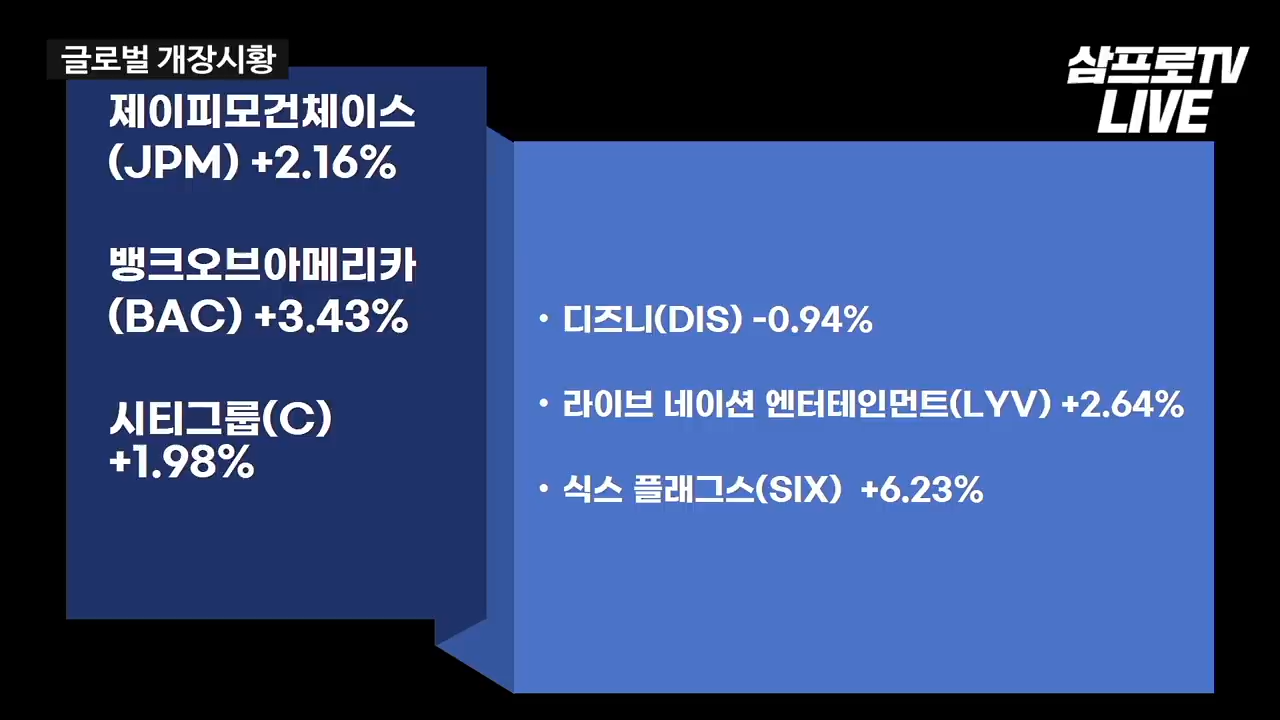 글로벌 개장시황
삼프로TV
LIVE
제이피모건체이스
(JPM) +2.16%
뱅크오브아메리카
(BAC) +3.43%
시티그룹(C)
+1.98%
• 디즈니(DIS) -0.94%
• 라이브 네이션 엔터테인먼트(LYV) +2.64%
• 식스 플래그스(SIX) +6.23%